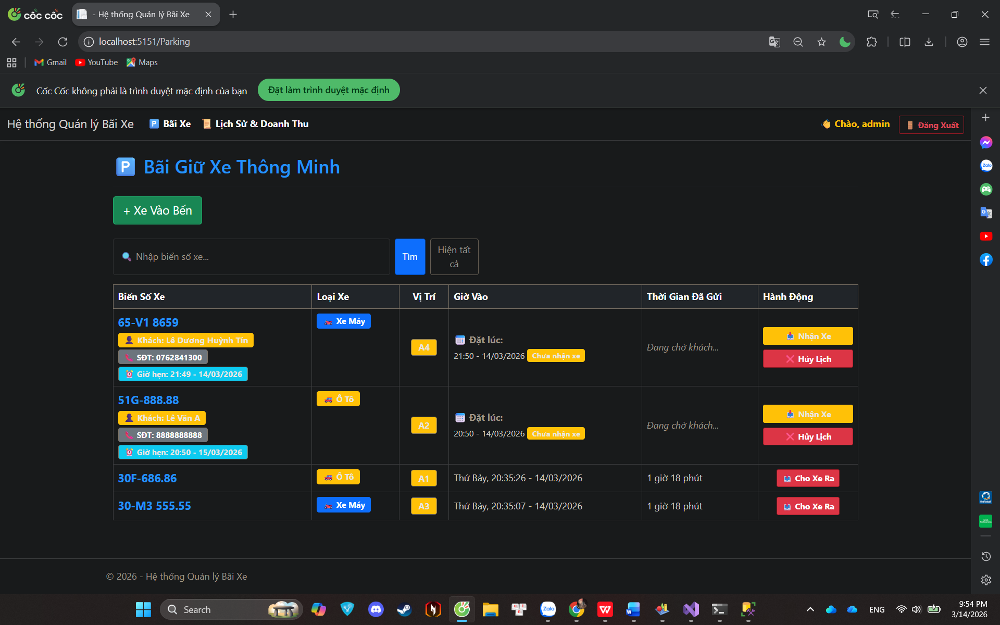 cốc cốc
- Hệ thống Quản lý Bãi Xe
localhost:5151/Parking
Gmail
YouTube
Maps
Cốc Cốc không phải là trình duyệt mặc định của bạn
Đặt làm trình duyệt mặc định
Hệ thống Quản lý Bãi Xe
P Bãi Xe
Lịch Sử & Doanh Thu
Chào, admin
Đăng Xuất
P Bãi Giữ Xe Thông Minh
+ Xe Vào Bến
Nhập biển số xe...
Tìm
Hiện tất
cả
Biển Số Xe
Loại Xe
Vị Trí
Giờ Vào
Thời Gian Đã Gửi
Hành Động
65-V1 8659
Khách: Lê Dương Huỳnh Tín
SĐT: 0762841300
Giờ hẹn: 21:49 - 14/03/2026
Xe Máy
A4
Đặt lúc:
21:50 - 14/03/2026 Chưa nhận xe
Đang chờ khách...
Nhận Xe
Hủy Lịch
51G-888.88
Khách: Lê Văn A
SĐT: 8888888888
Giờ hẹn: 20:50 - 15/03/2026
Ô Tô
A2
Đặt lúc:
20:50 - 14/03/2026 Chưa nhận xe
Đang chờ khách...
Nhận Xe
Hủy Lịch
30F-686.86
Ô Tô
A1
Thứ Bảy, 20:35:26 - 14/03/2026
1 giờ 18 phút
Cho Xe Ra
30-M3 555.55
Xe Máy
A3
Thứ Bảy, 20:35:07 - 14/03/2026
1 giờ 18 phút
Cho Xe Ra
© 2026 - Hệ thống Quản lý Bãi Xe
Zalo
Search
Zalo
ENG
9:54 PM
3/14/2026